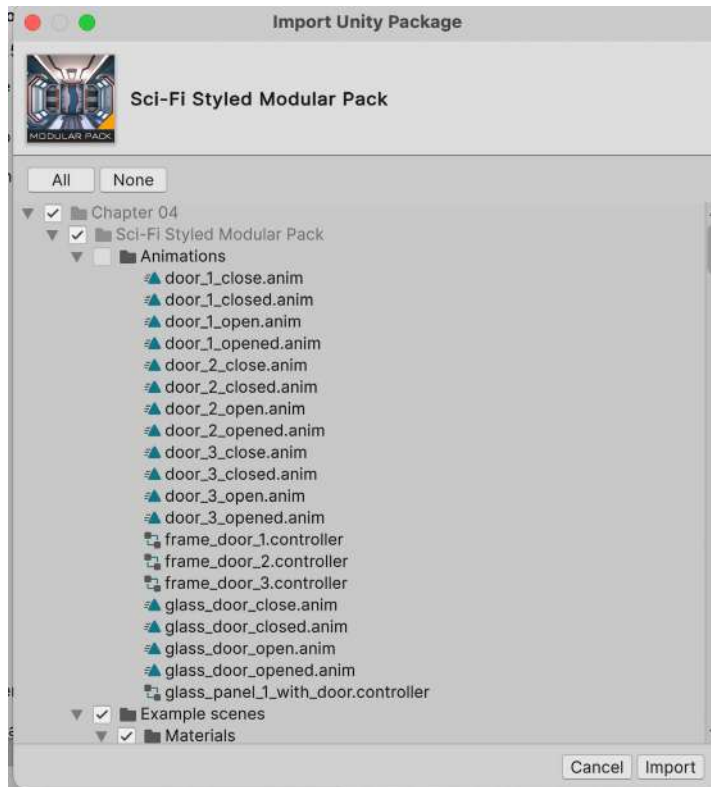 Import Unity Package
MODULAR PACK
Sci-Fi Styled Modular Pack
All
None
Chapter 04
Sci-Fi Styled Modular Pack
Animations
door_1_close.anim
door_1_closed.anim
door_1_open.anim
door_1_opened.anim
door_2_close.anim
door_2_closed.anim
door_2_open.anim
door_2_opened.anim
door_3_close.anim
door_3_closed.anim
door_3_open.anim
door_3_opened.anim
frame_door_1.controller
frame_door_2.controller
frame_door_3.controller
glass_door_close.anim
glass_door_closed.anim
glass_door_open.anim
glass_door_opened.anim
glass_panel_1_with_door.controller
Example scenes
Materials
Cancel
Import